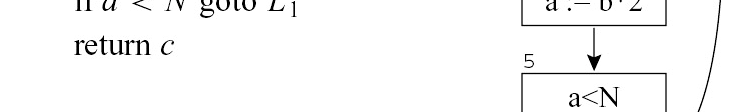 if a < N goto L1
return c
a := b * 2
5
a<N